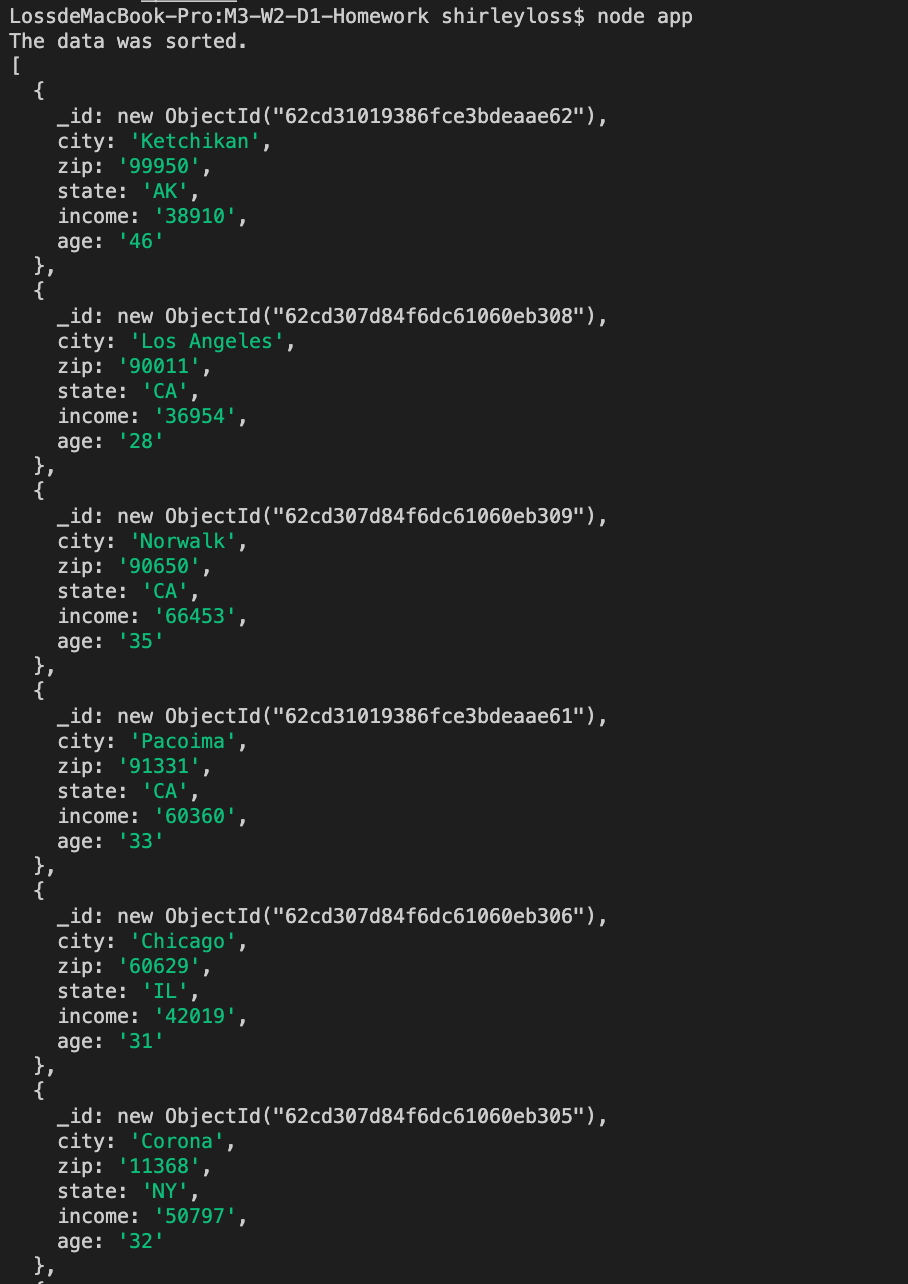 LossdeMacBook-Pro:M3-W2-D1-Homework shirleyloss$ node app
The data was sorted.
[
  {
    _id: new ObjectId("62cd31019386fce3bdeaae62"),
    city: 'Ketchikan',
    zip: '99950',
    state: 'AK',
    income: '38910',
    age: '46'
  },
  {
    _id: new ObjectId("62cd307d84f6dc61060eb308"),
    city: 'Los Angeles',
    zip: '90011',
    state: 'CA',
    income: '36954',
    age: '28'
  },
  {
    _id: new ObjectId("62cd307d84f6dc61060eb309"),
    city: 'Norwalk',
    zip: '90650',
    state: 'CA',
    income: '66453',
    age: '35'
  },
  {
    _id: new ObjectId("62cd31019386fce3bdeaae61"),
    city: 'Pacoima',
    zip: '91331',
    state: 'CA',
    income: '60360',
    age: '33'
  },
  {
    _id: new ObjectId("62cd307d84f6dc61060eb306"),
    city: 'Chicago',
    zip: '60629',
    state: 'IL',
    income: '42019',
    age: '31'
  },
  {
    _id: new ObjectId("62cd307d84f6dc61060eb305"),
    city: 'Corona',
    zip: '11368',
    state: 'NY',
    income: '50797',
    age: '32'
  },